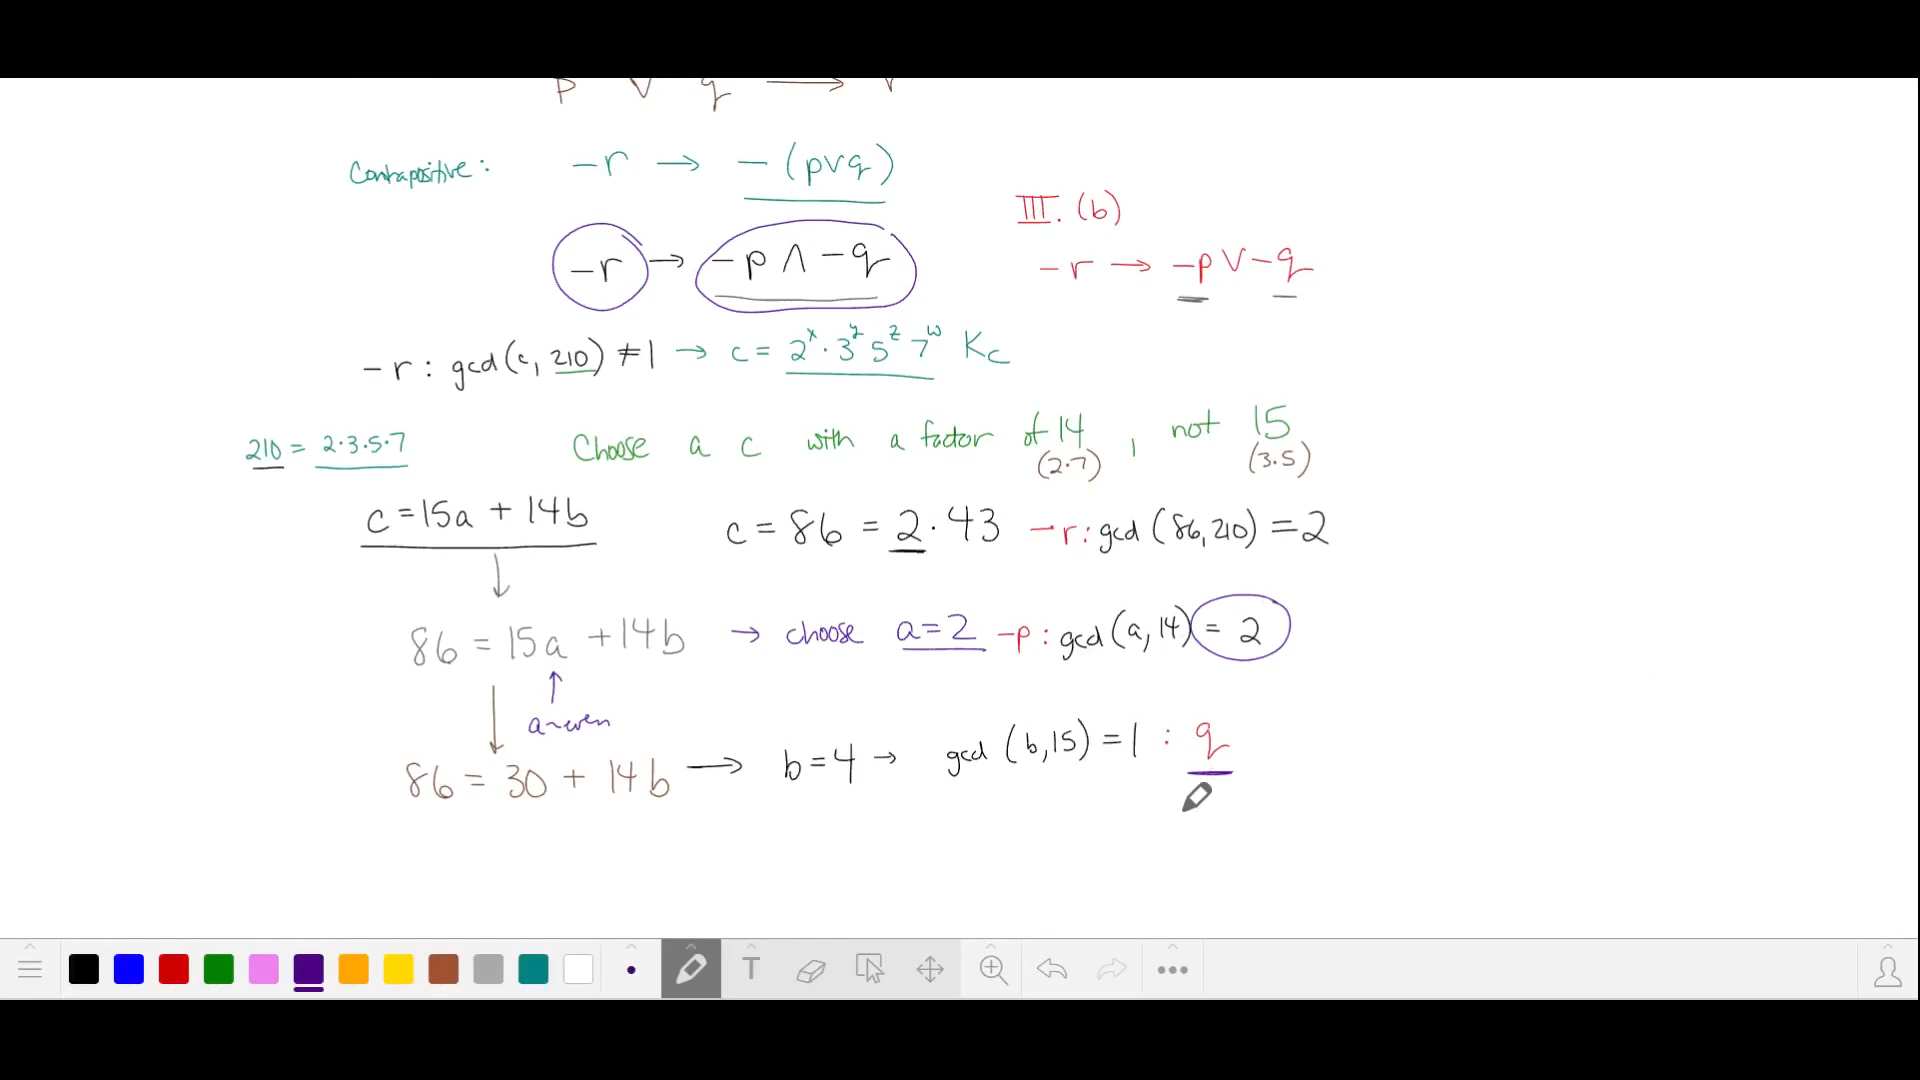 p ∨ q → r
Contrapositive: -r → -(p∨q)
III. (b)
-r → -p ∧ -q
-r → -p ∨ -q
-r : gcd(c, 210) ≠ 1 → c = 2^x · 3^y 5^z 7^w K_c
210 = 2·3·5·7
Choose a c with a factor of 14, not 15
(2·7) (3·5)
c = 15a + 14b
c = 86 = 2 · 43 -r : gcd (86, 210) = 2
86 = 15a + 14b → choose a = 2 -p : gcd(a, 14) = 2
a~even
86 = 30 + 14b → b = 4 → gcd (b, 15) = 1 : q
T